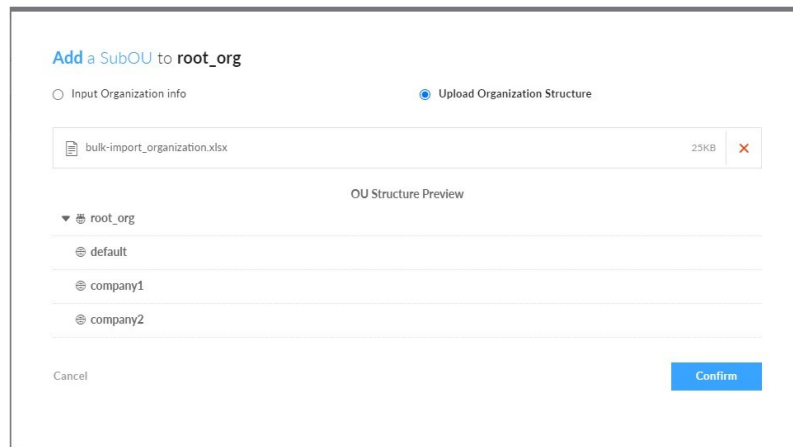 Add a SubOU to root_org
Input Organization info
Upload Organization Structure
bulk-import_organization.xlsx 25KB
OU Structure Preview
root_org
default
company1
company2
Cancel Confirm